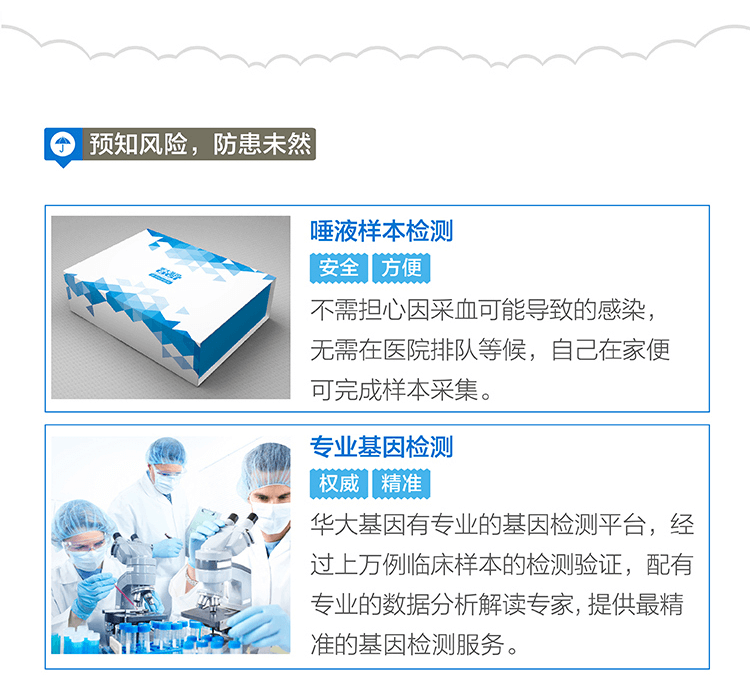 预知风险，防患未然
唾液样本检测
安全 方便
不需担心因采血可能导致的感染，
无需在医院排队等候，自己在家便
可完成样本采集。
专业基因检测
权威 精准
华大基因有专业的基因检测平台，经
过上万例临床样本的检测验证，配有
专业的数据分析解读专家, 提供最精
准的基因检测服务。